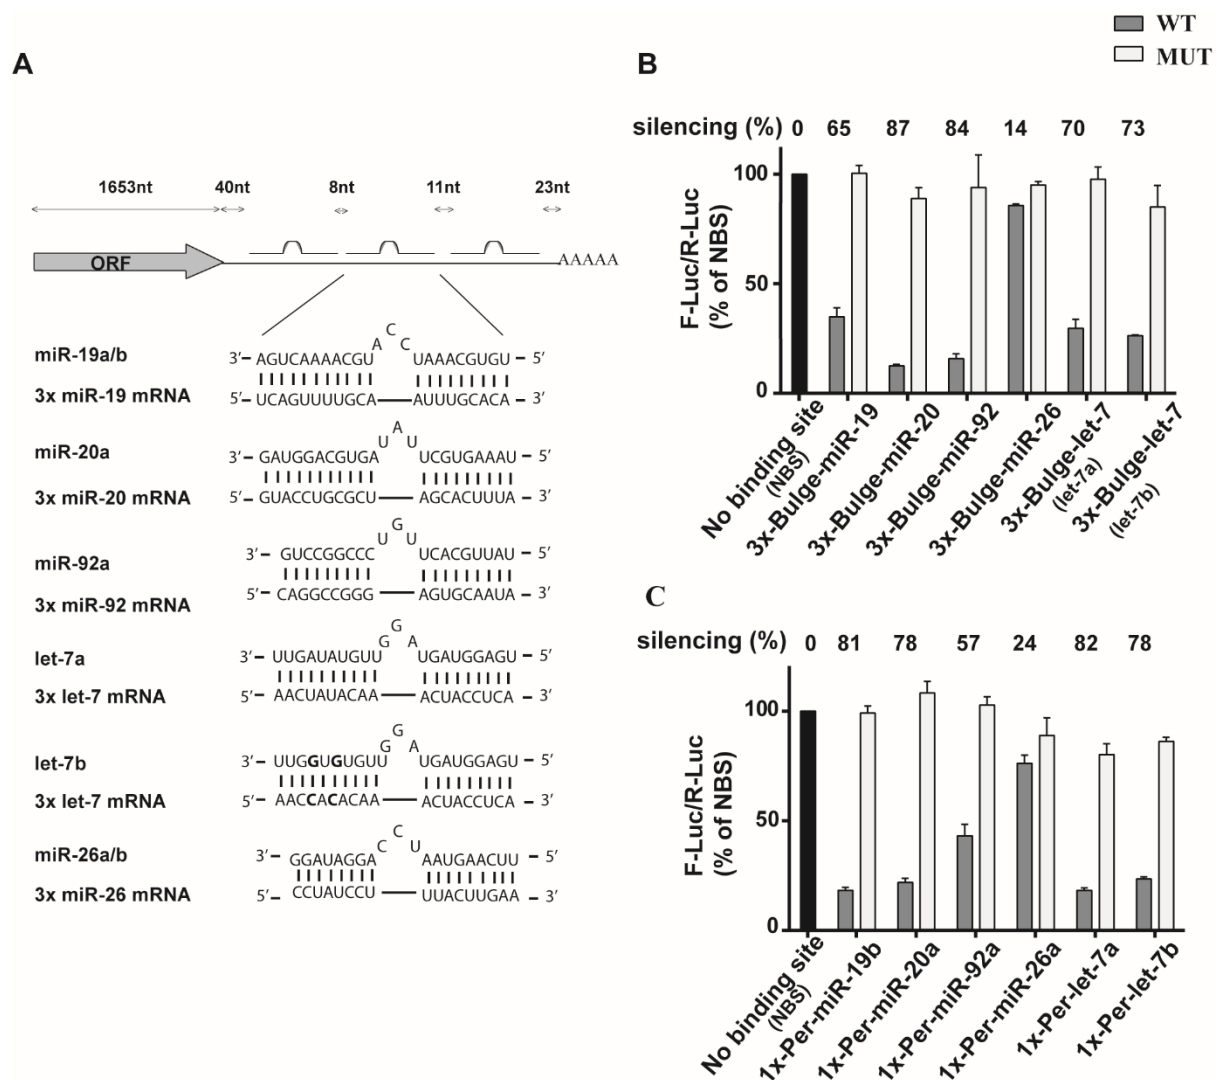 WT
MUT
A
1653nt 40nt 8nt 11nt 23nt
ORF
AAAAA
miR-19a/b
3′– AGUCAAAACGU A C C UAAACGUGU – 5′
3x miR-19 mRNA
5′– UCAGUUUUGCA AUUUGCACA – 3′
miR-20a
3′– GAUGGACGUGA U A U UCGUGAAAU – 5′
3x miR-20 mRNA
5′– GUACCUGCGCU AGCACUUUA – 3′
miR-92a
3′– GUCCGGCCC U G U UCACGUUAU – 5′
3x miR-92 mRNA
5′– CAGGCCGGG AGUGCAAUA – 3′
let-7a
3′– UUGAUAUGUU G G A UGAUGGAGU – 5′
3x let-7 mRNA
5′– AACUAUACAA ACUACCUCA – 3′
let-7b
3′– UUGGUGUGUU G G A UGAUGGAGU – 5′
3x let-7 mRNA
5′– AACCACACAA ACUACCUCA – 3′
miR-26a/b
3′– GGAUAGGA C C U AAUGAACUU – 5′
3x miR-26 mRNA
5′– CCUAUCCU UUACUUGAA – 3′
B
silencing (%) 0 65 87 84 14 70 73
F-Luc/R-Luc
(% of NBS)
100
50
0
No binding site
(NBS)
3x-Bulge-miR-19
3x-Bulge-miR-20
3x-Bulge-miR-92
3x-Bulge-miR-26
3x-Bulge-let-7
(let-7a)
3x-Bulge-let-7
(let-7b)
C
silencing (%) 0 81 78 57 24 82 78
F-Luc/R-Luc
(% of NBS)
100
50
0
No binding site
(NBS)
1x-Per-miR-19b
1x-Per-miR-20a
1x-Per-miR-92a
1x-Per-miR-26a
1x-Per-let-7a
1x-Per-let-7b